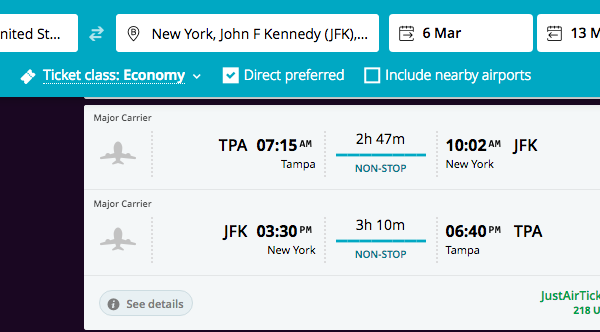 nited St...
B New York, John F Kennedy (JFK),...
6 Mar
13 M
Ticket class: Economy
Direct preferred
Include nearby airports
Major Carrier
TPA 07:15 AM 2h 47m 10:02 AM JFK
Tampa NON-STOP New York
Major Carrier
JFK 03:30 PM 3h 10m 06:40 PM TPA
New York NON-STOP Tampa
i See details
JustAirTick
218 U